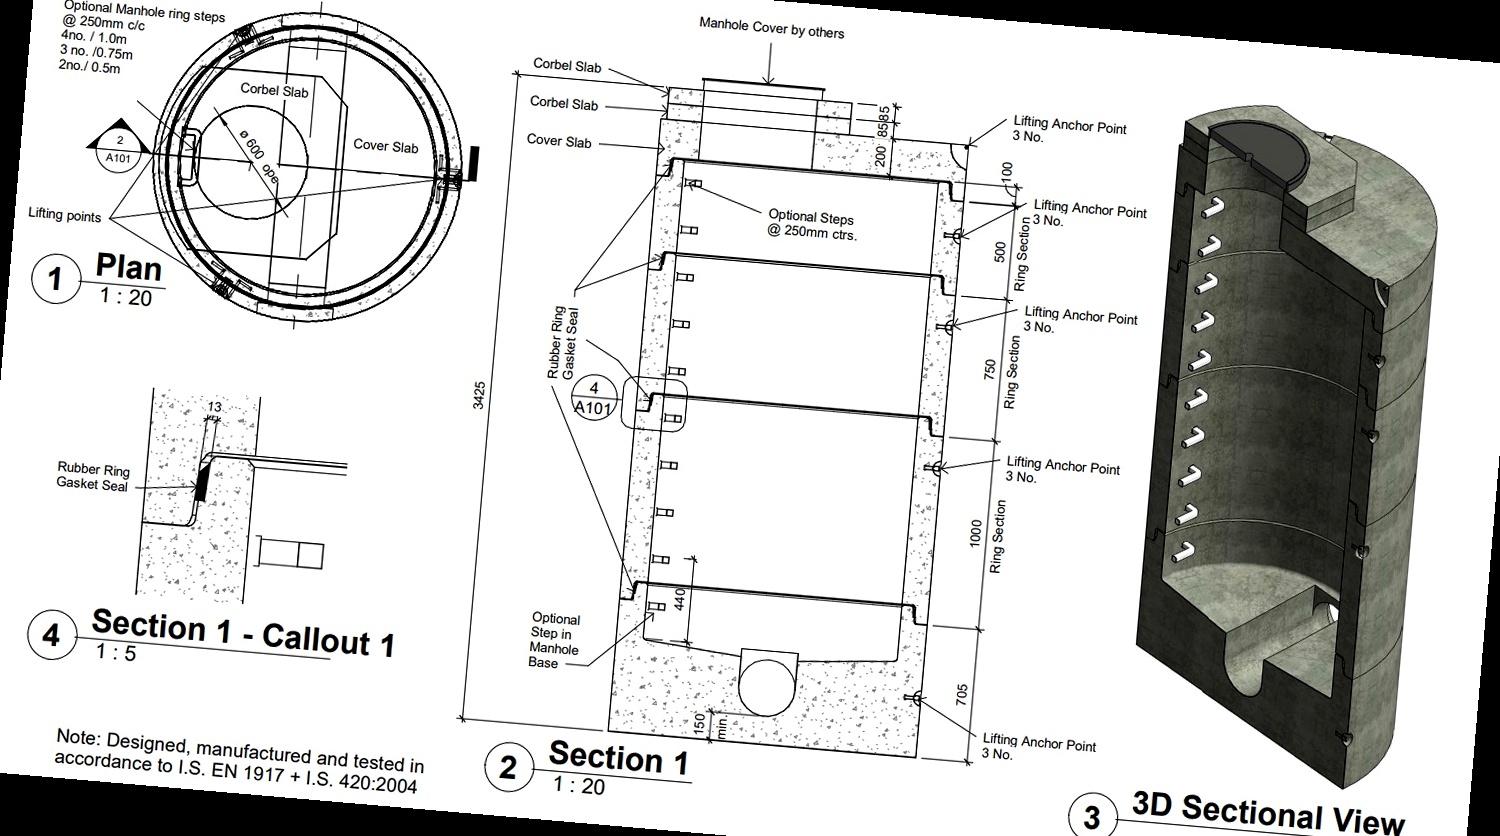 Optional Manhole ring steps
@ 250mm c/c
4no. / 1.0m
3 no. /0.75m
2no./ 0.5m
Corbel Slab
Cover Slab
ø 600 ope
2
A101
Lifting points
1 Plan
1 : 20
13
Rubber Ring
Gasket Seal
4 Section 1 - Callout 1
1 : 5
Note: Designed, manufactured and tested in
accordance to I.S. EN 1917 + I.S. 420:2004
Manhole Cover by others
Corbel Slab
Corbel Slab
Cover Slab
85
85
200
100
Lifting Anchor Point
3 No.
Optional Steps
@ 250mm ctrs.
Lifting Anchor Point
3 No.
500
Ring Section
Rubber Ring
Gasket Seal
Lifting Anchor Point
3 No.
750
Ring Section
4
A101
3425
Lifting Anchor Point
3 No.
1000
Ring Section
440
Optional
Step in
Manhole
Base
705
150
min.
Lifting Anchor Point
3 No.
2 Section 1
1 : 20
3 3D Sectional View